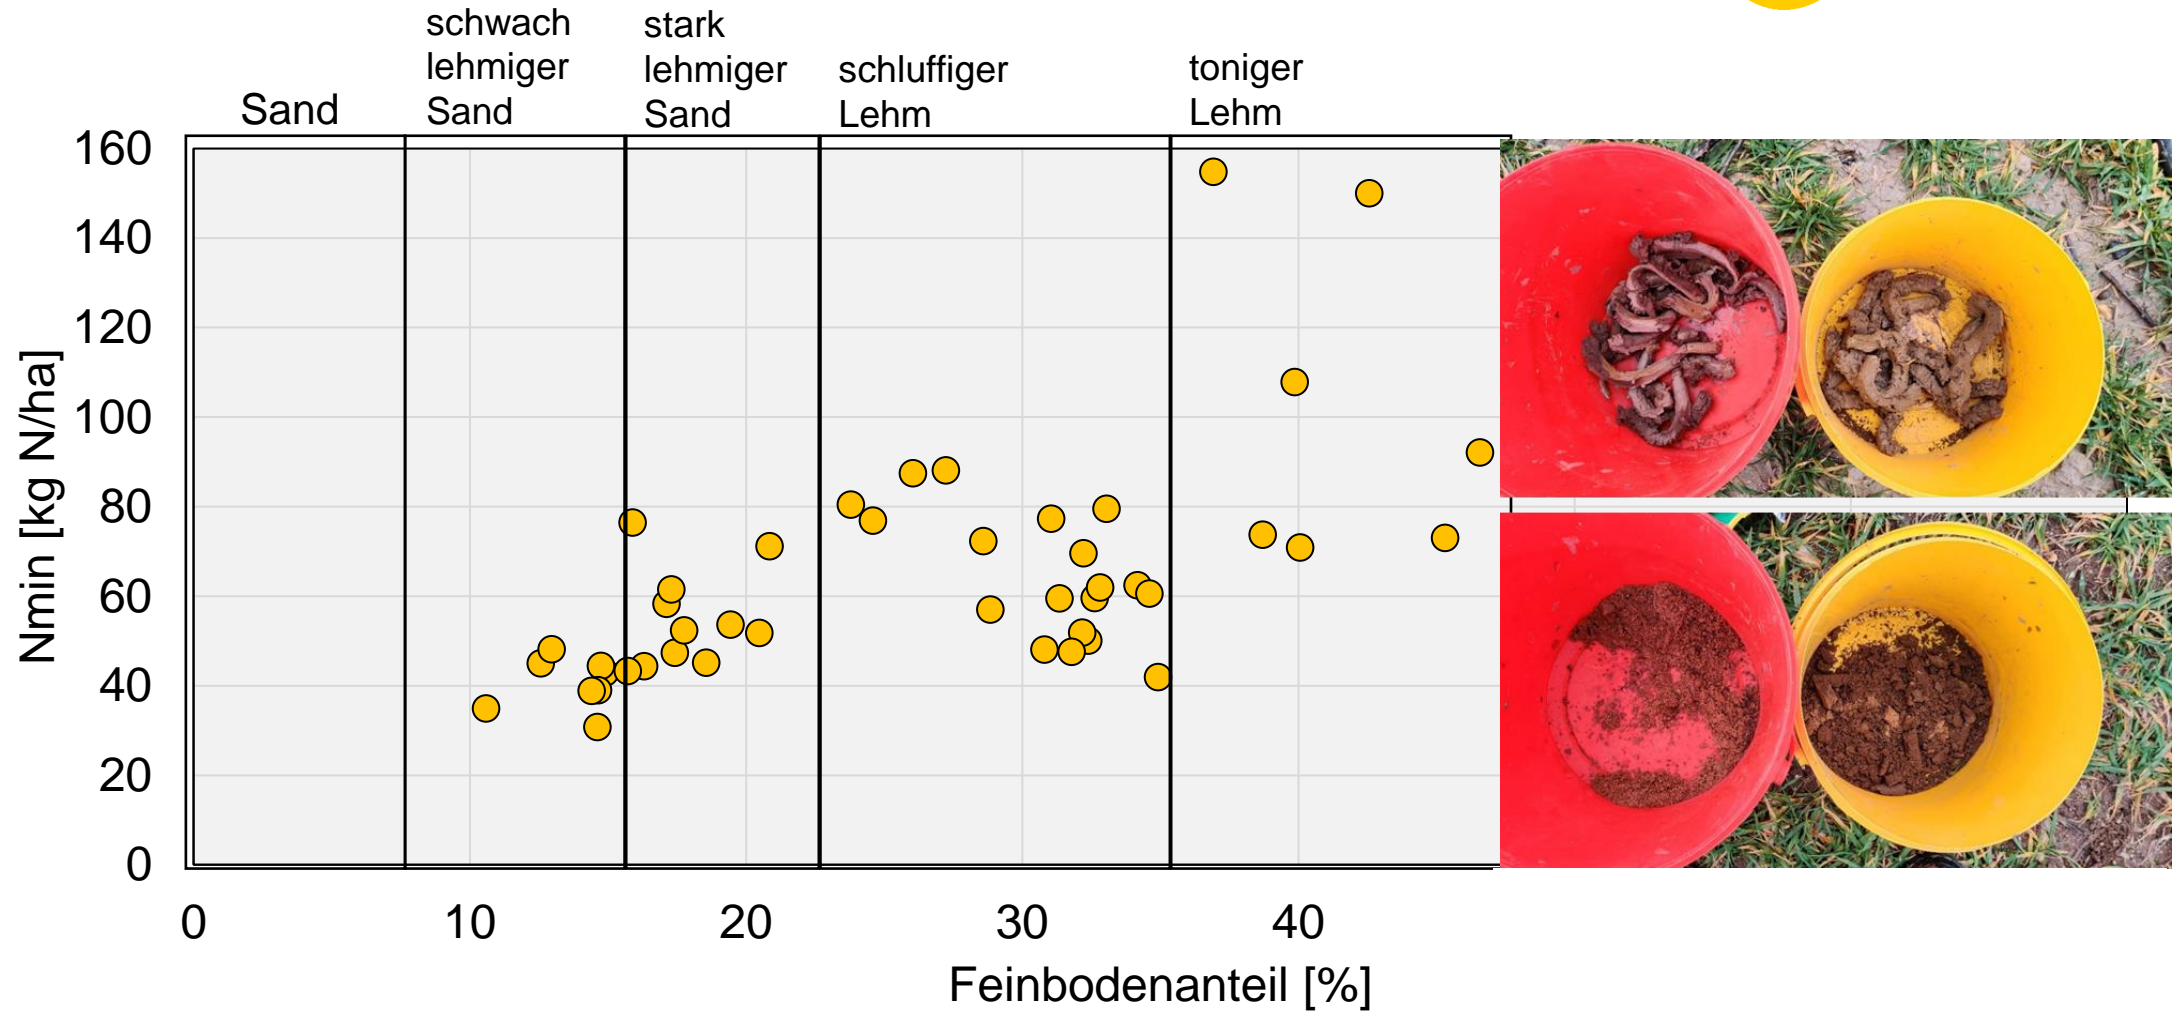 schwach
lehmiger
Sand
stark
lehmiger
Sand
schluffiger
Lehm
toniger
Lehm
Sand
160
140
120
100
80
60
40
20
0
Nmin [kg N/ha]
0 10 20 30 40
Feinbodenanteil [%]